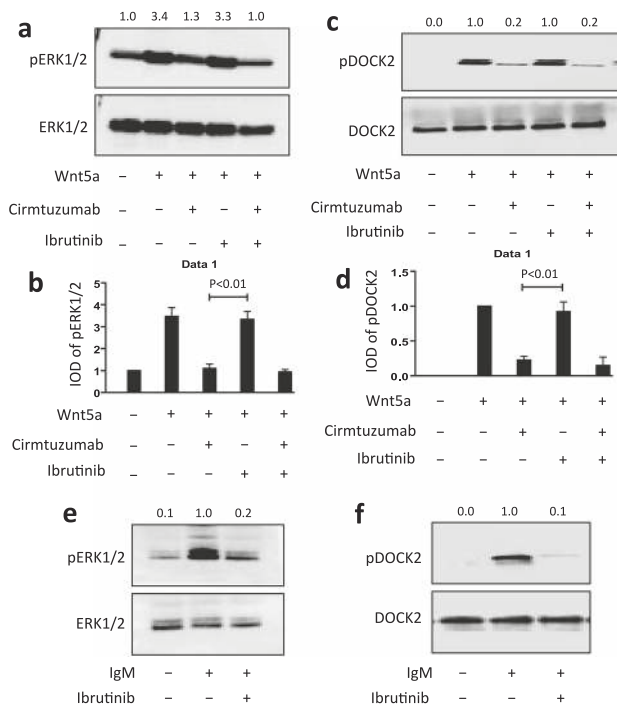 a
1.0 3.4 1.3 3.3 1.0
pERK1/2
ERK1/2
Wnt5a – + + + +
Cirmtuzumab – – + – +
Ibrutinib – – – + +
c
0.0 1.0 0.2 1.0 0.2
pDOCK2
DOCK2
Wnt5a – + + + +
Cirmtuzumab – – + – +
Ibrutinib – – – + +
b
Data 1
P<0.01
IOD of pERK1/2
5
4
3
2
1
0
Wnt5a – + + + +
Cirmtuzumab – – + – +
Ibrutinib – – – + +
d
Data 1
P<0.01
IOD of pDOCK2
1.5
1.0
0.5
0.0
Wnt5a – + + + +
Cirmtuzumab – – + – +
Ibrutinib – – – + +
e
0.1 1.0 0.2
pERK1/2
ERK1/2
IgM – + +
Ibrutinib – – +
f
0.0 1.0 0.1
pDOCK2
DOCK2
IgM – + +
Ibrutinib – – +